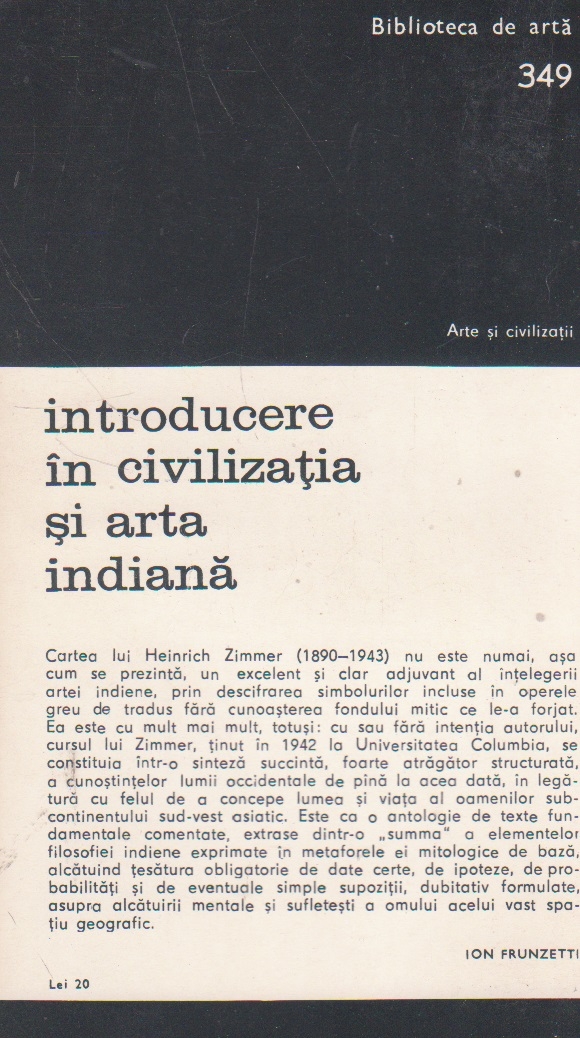 Biblioteca de artă
349
Arte și civilizații
introducere
în civilizația
și arta
indiană
Cartea lui Heinrich Zimmer (1890—1943) nu este numai, așa
cum se prezintă, un excelent și clar adjuvant al înțelegerii
artei indiene, prin descifrarea simbolurilor incluse în operele
greu de tradus fără cunoașterea fondului mitic ce le-a forjat.
Ea este cu mult mai mult, totuși: cu sau fără intenția autorului,
cursul lui Zimmer, ținut în 1942 la Universitatea Columbia, se
constituia într-o sinteză succintă, foarte atrăgător structurată,
a cunoștințelor lumii occidentale de pînă la acea dată, în legă-
tură cu felul de a concepe lumea și viața al oamenilor sub-
continentului sud-vest asiatic. Este ca o antologie de texte fun-
damentale comentate, extrase dintr-o „summa" a elementelor
filosofiei indiene exprimate în metaforele ei mitologice de bază,
alcătuind țesătura obligatorie de date certe, de ipoteze, de pro-
babilități și de eventuale simple supoziții, dubitativ formulate,
asupra alcătuirii mentale și sufletești a omului acelui vast spa-
țiu geografic.
ION FRUNZETTI
Lei 20